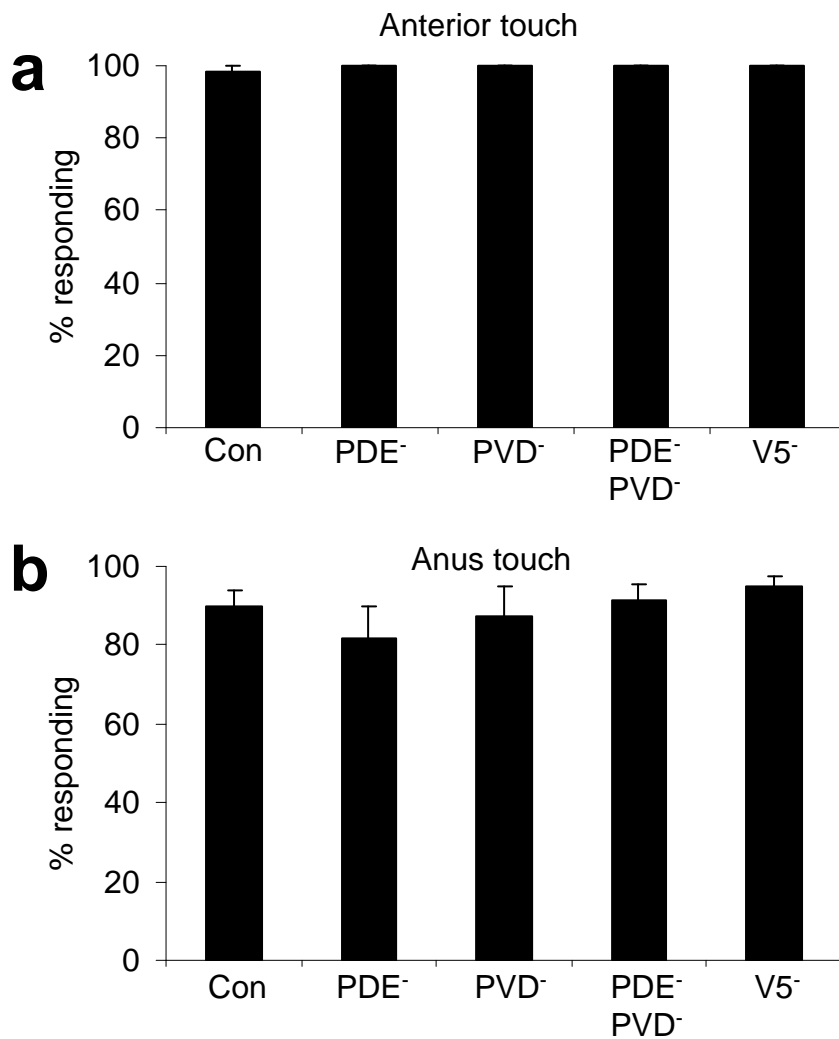 Anterior touch
a
% responding
100
80
60
40
20
0
Con PDE⁻ PVD⁻ PDE⁻ V5⁻
PVD⁻
b
Anus touch
% responding
100
80
60
40
20
0
Con PDE⁻ PVD⁻ PDE⁻ V5⁻
PVD⁻